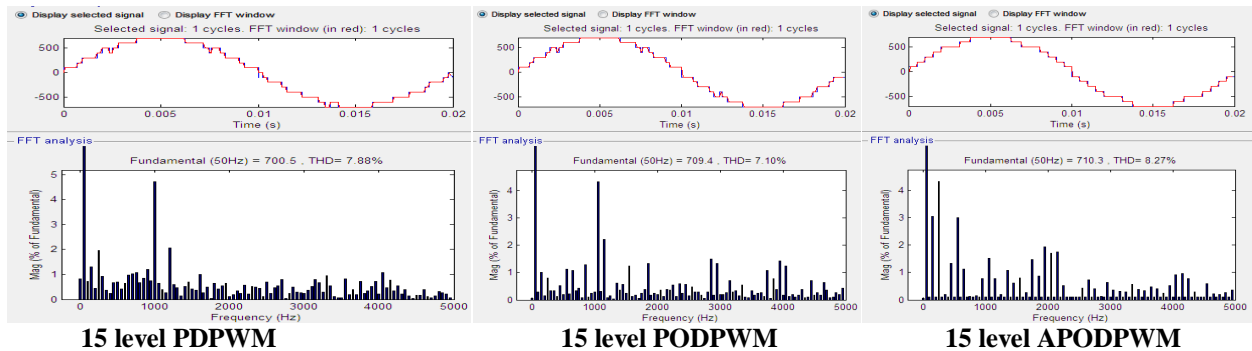 Display selected signal Display FFT window
Selected signal: 1 cycles. FFT window (in red): 1 cycles
500
0
-500
0 0.005 0.01 0.015 0.02
Time (s)
FFT analysis
Fundamental (50Hz) = 700.5 , THD= 7.88%
Mag (% of Fundamental)
5
4
3
2
1
0
0 1000 2000 3000 4000 5000
Frequency (Hz)
15 level PDPWM
Display selected signal Display FFT window
Selected signal: 1 cycles. FFT window (in red): 1 cycles
500
0
-500
0 0.005 0.01 0.015 0.02
Time (s)
FFT analysis
Fundamental (50Hz) = 709.4 , THD= 7.10%
Mag (% of Fundamental)
4
3
2
1
0
0 1000 2000 3000 4000 5000
Frequency (Hz)
15 level PODPWM
Display selected signal Display FFT window
Selected signal: 1 cycles. FFT window (in red): 1 cycles
500
0
-500
0 0.005 0.01 0.015 0.02
Time (s)
FFT analysis
Fundamental (50Hz) = 710.3 , THD= 8.27%
Mag (% of Fundamental)
4
3
2
1
0
0 1000 2000 3000 4000 5000
Frequency (Hz)
15 level APODPWM